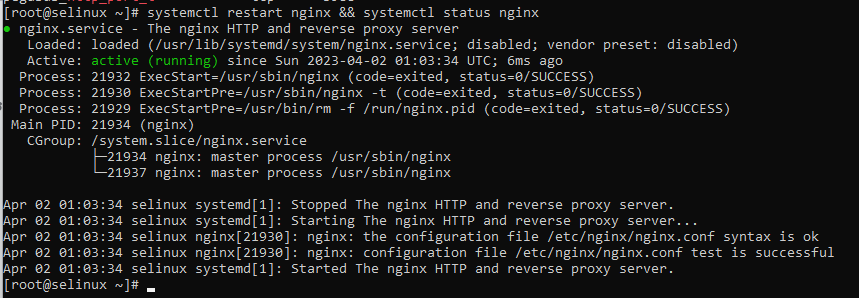 [root@selinux ~]# systemctl restart nginx && systemctl status nginx
● nginx.service - The nginx HTTP and reverse proxy server
   Loaded: loaded (/usr/lib/systemd/system/nginx.service; disabled; vendor preset: disabled)
   Active: active (running) since Sun 2023-04-02 01:03:34 UTC; 6ms ago
  Process: 21932 ExecStart=/usr/sbin/nginx (code=exited, status=0/SUCCESS)
  Process: 21930 ExecStartPre=/usr/sbin/nginx -t (code=exited, status=0/SUCCESS)
  Process: 21929 ExecStartPre=/usr/bin/rm -f /run/nginx.pid (code=exited, status=0/SUCCESS)
 Main PID: 21934 (nginx)
   CGroup: /system.slice/nginx.service
           ├─21934 nginx: master process /usr/sbin/nginx
           └─21937 nginx: master process /usr/sbin/nginx
Apr 02 01:03:34 selinux systemd[1]: Stopped The nginx HTTP and reverse proxy server.
Apr 02 01:03:34 selinux systemd[1]: Starting The nginx HTTP and reverse proxy server...
Apr 02 01:03:34 selinux nginx[21930]: nginx: the configuration file /etc/nginx/nginx.conf syntax is ok
Apr 02 01:03:34 selinux nginx[21930]: nginx: configuration file /etc/nginx/nginx.conf test is successful
Apr 02 01:03:34 selinux systemd[1]: Started The nginx HTTP and reverse proxy server.
[root@selinux ~]#